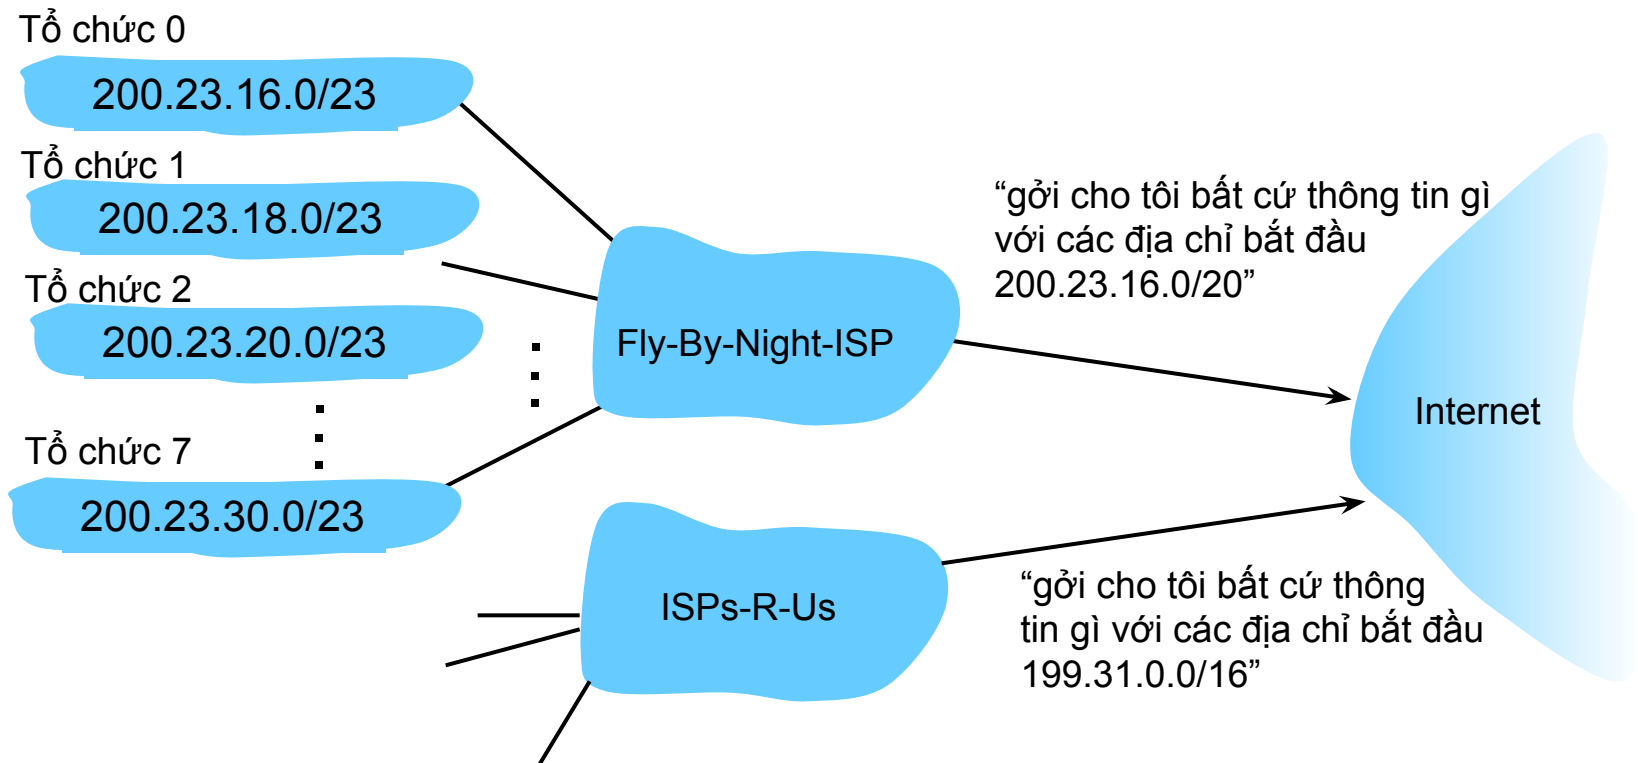 Tổ chức 0
200.23.16.0/23
Tổ chức 1
200.23.18.0/23
Tổ chức 2
200.23.20.0/23
Tổ chức 7
200.23.30.0/23
Fly-By-Night-ISP
“gởi cho tôi bất cứ thông tin gì
với các địa chỉ bắt đầu
200.23.16.0/20”
Internet
ISPs-R-Us
“gởi cho tôi bất cứ thông
tin gì với các địa chỉ bắt đầu
199.31.0.0/16”